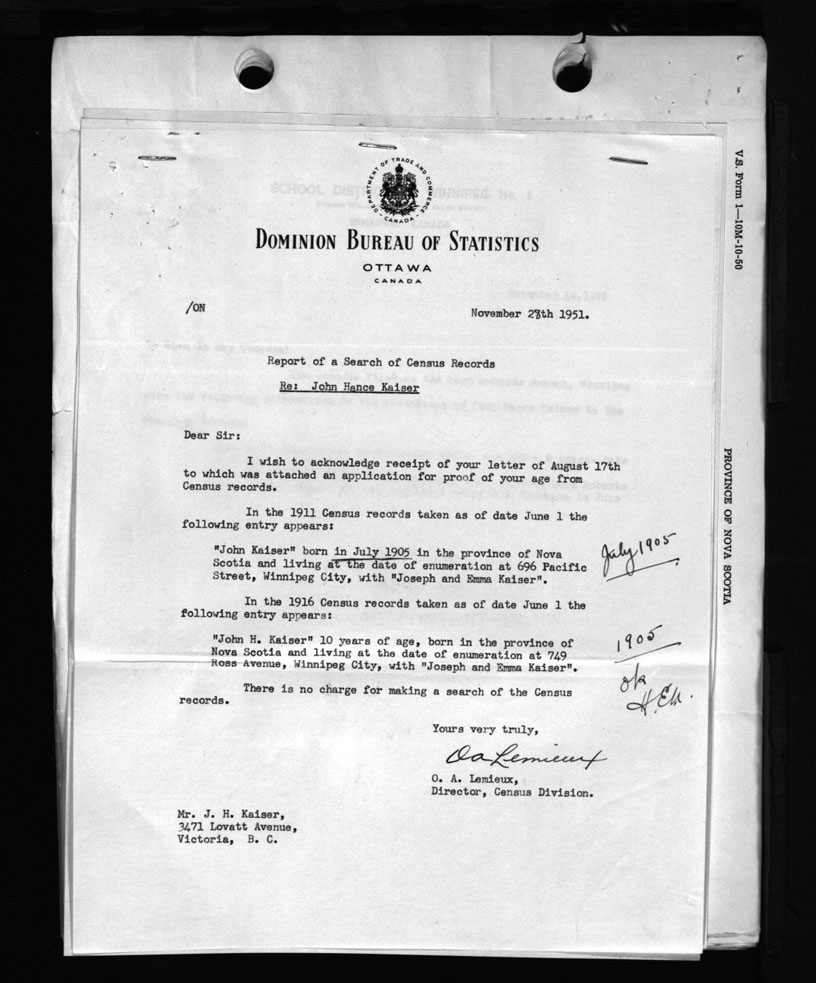 DEPARTMENT OF TRADE AND COMMERCE
CANADA
DOMINION BUREAU OF STATISTICS
OTTAWA
CANADA
/ON
November 28th 1951.
Report of a Search of Census Records
Re: John Hance Kaiser
Dear Sir:
I wish to acknowledge receipt of your letter of August 17th
to which was attached an application for proof of your age from
Census records.
In the 1911 Census records taken as of date June 1 the
following entry appears:
"John Kaiser" born in July 1905 in the province of Nova
Scotia and living at the date of enumeration at 696 Pacific
Street, Winnipeg City, with "Joseph and Emma Kaiser".
July, 1905
In the 1916 Census records taken as of date June 1 the
following entry appears:
"John H. Kaiser" 10 years of age, born in the province of
Nova Scotia and living at the date of enumeration at 749
Ross Avenue, Winnipeg City, with "Joseph and Emma Kaiser".
1905
ok
There is no charge for making a search of the Census
records.
Yours very truly,
O A Lemieux
O. A. Lemieux,
Director, Census Division.
Mr. J. H. Kaiser,
3471 Lovatt Avenue,
Victoria, B. C.
V.S. Form 1—10M-10-50
PROVINCE OF NOVA SCOTIA